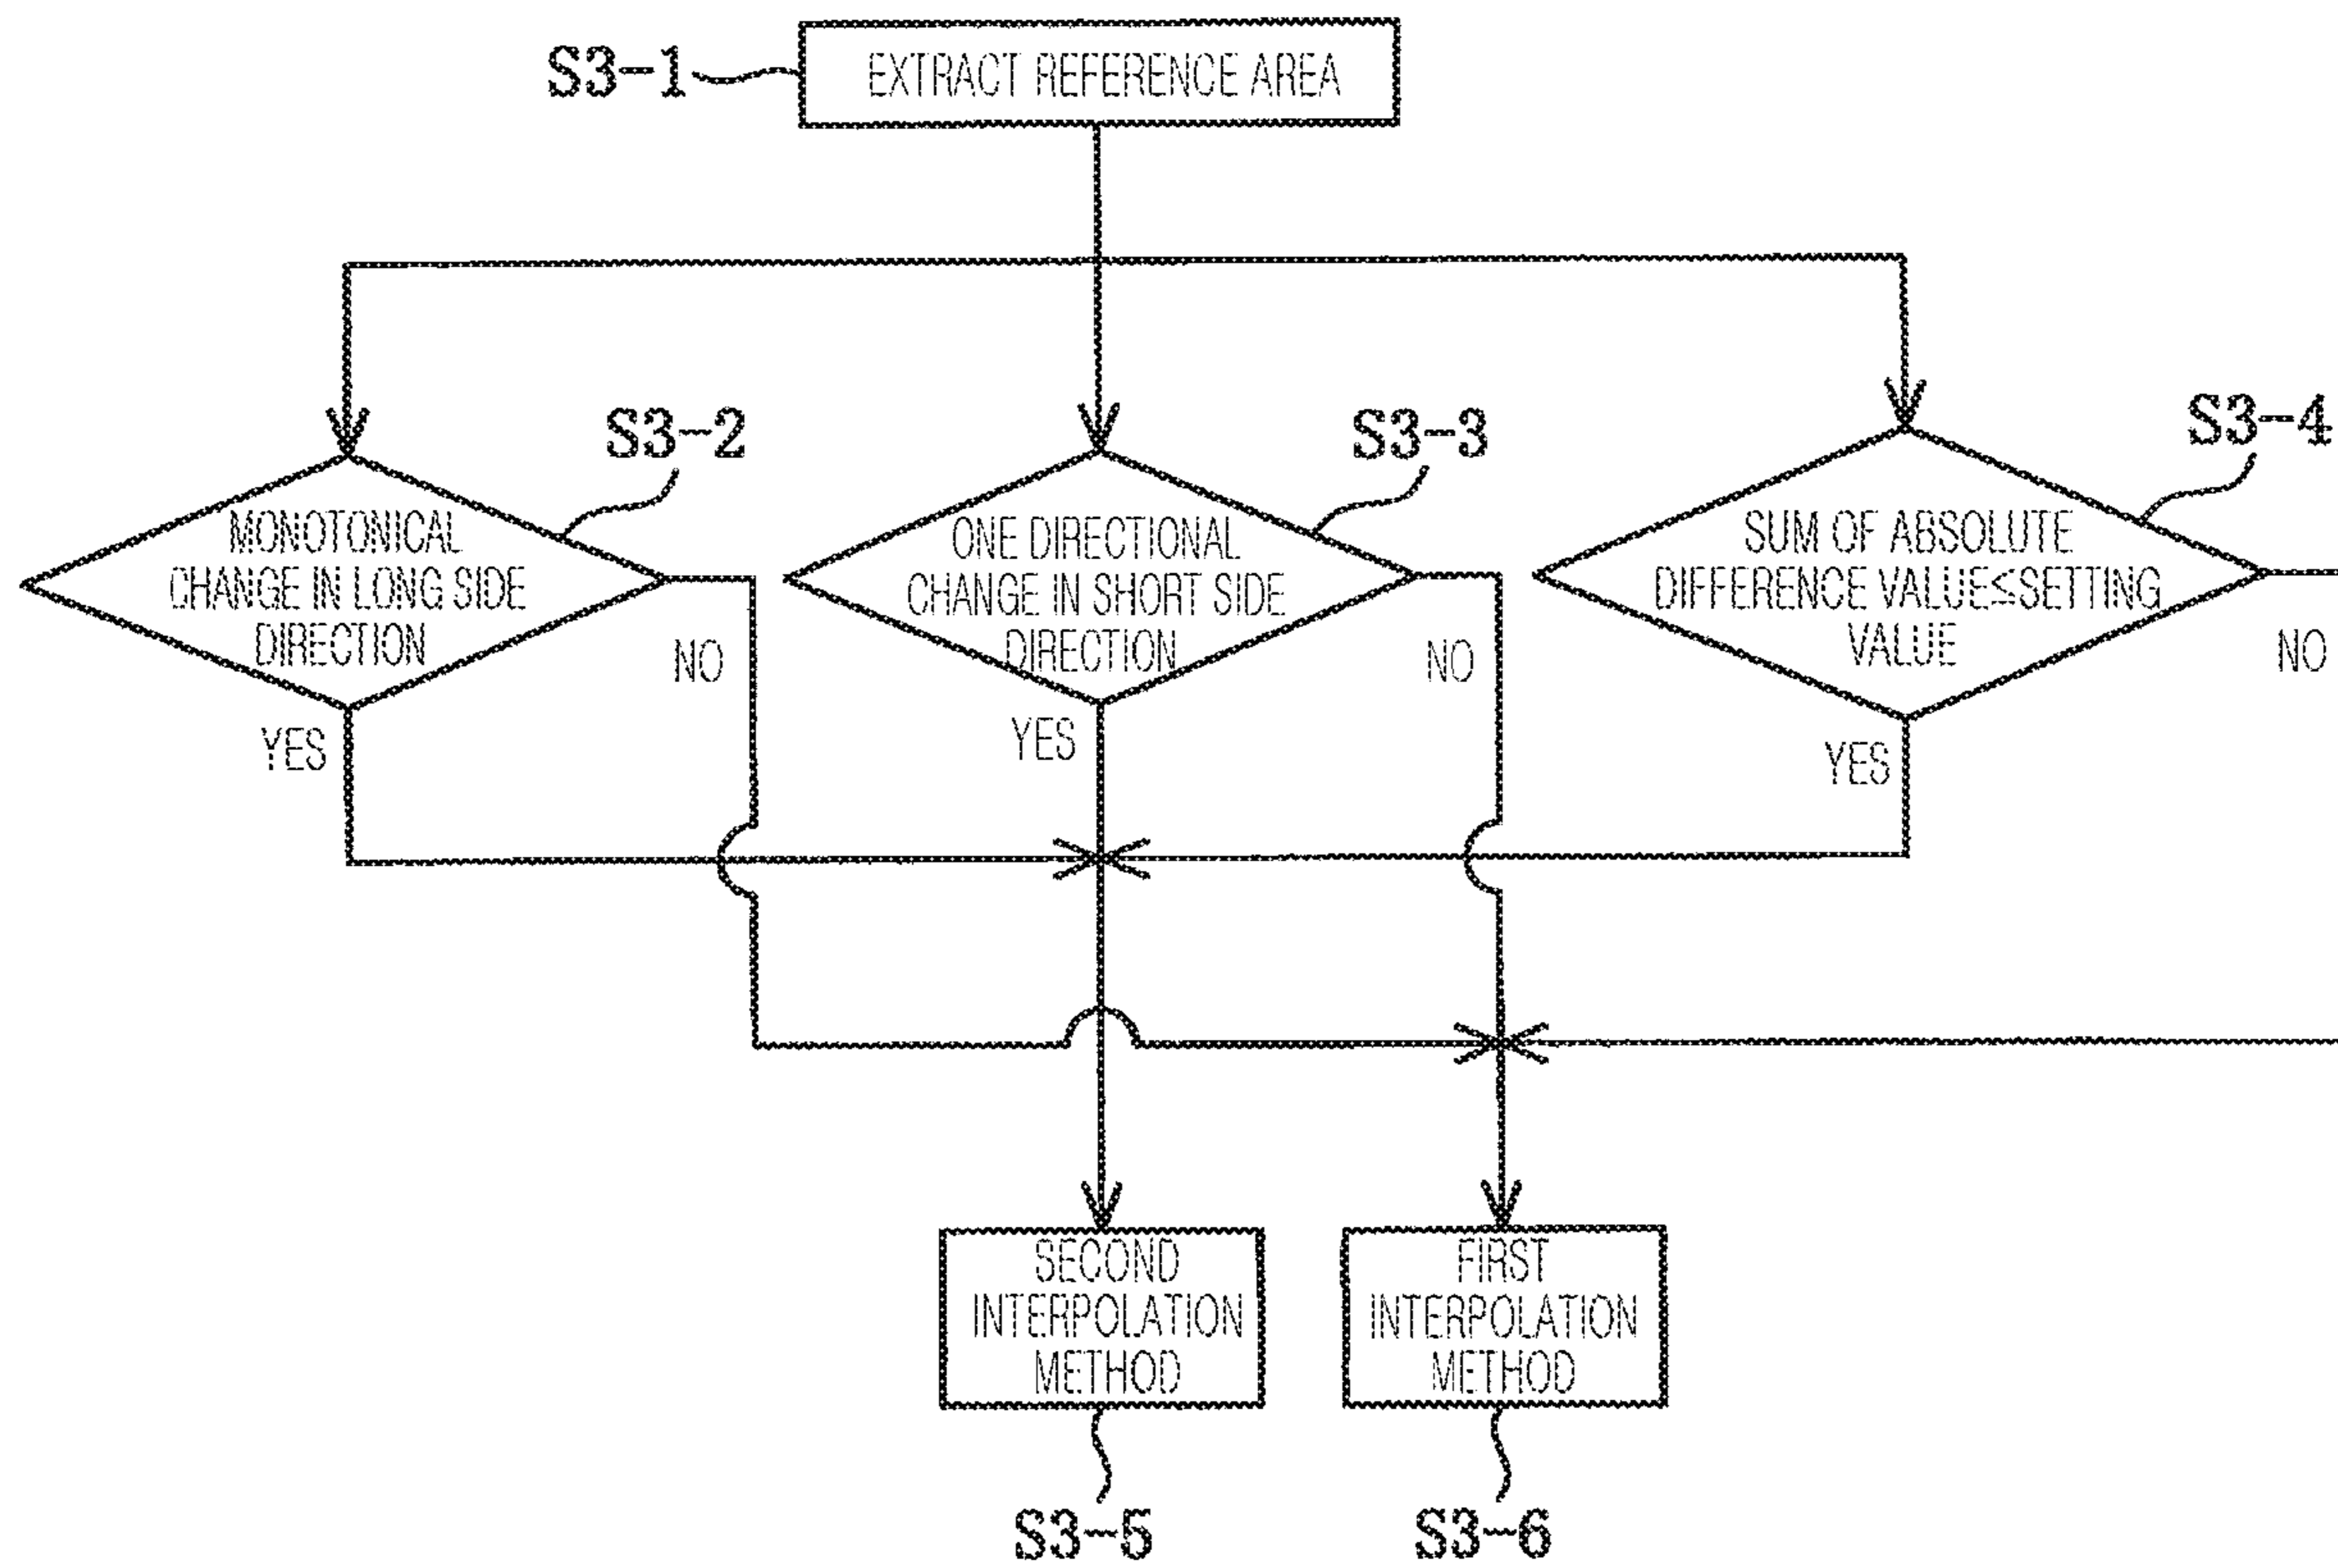 S3-1
EXTRACT REFERENCE AREA
S3-2
MONOTONICAL
CHANGE IN LONG SIDE
DIRECTION
NO
YES
S3-3
ONE DIRECTIONAL
CHANGE IN SHORT SIDE
DIRECTION
NO
YES
S3-4
SUM OF ABSOLUTE
DIFFERENCE VALUE≦SETTING
VALUE
NO
YES
SECOND
INTERPOLATION
METHOD
S3-5
FIRST
INTERPOLATION
METHOD
S3-6